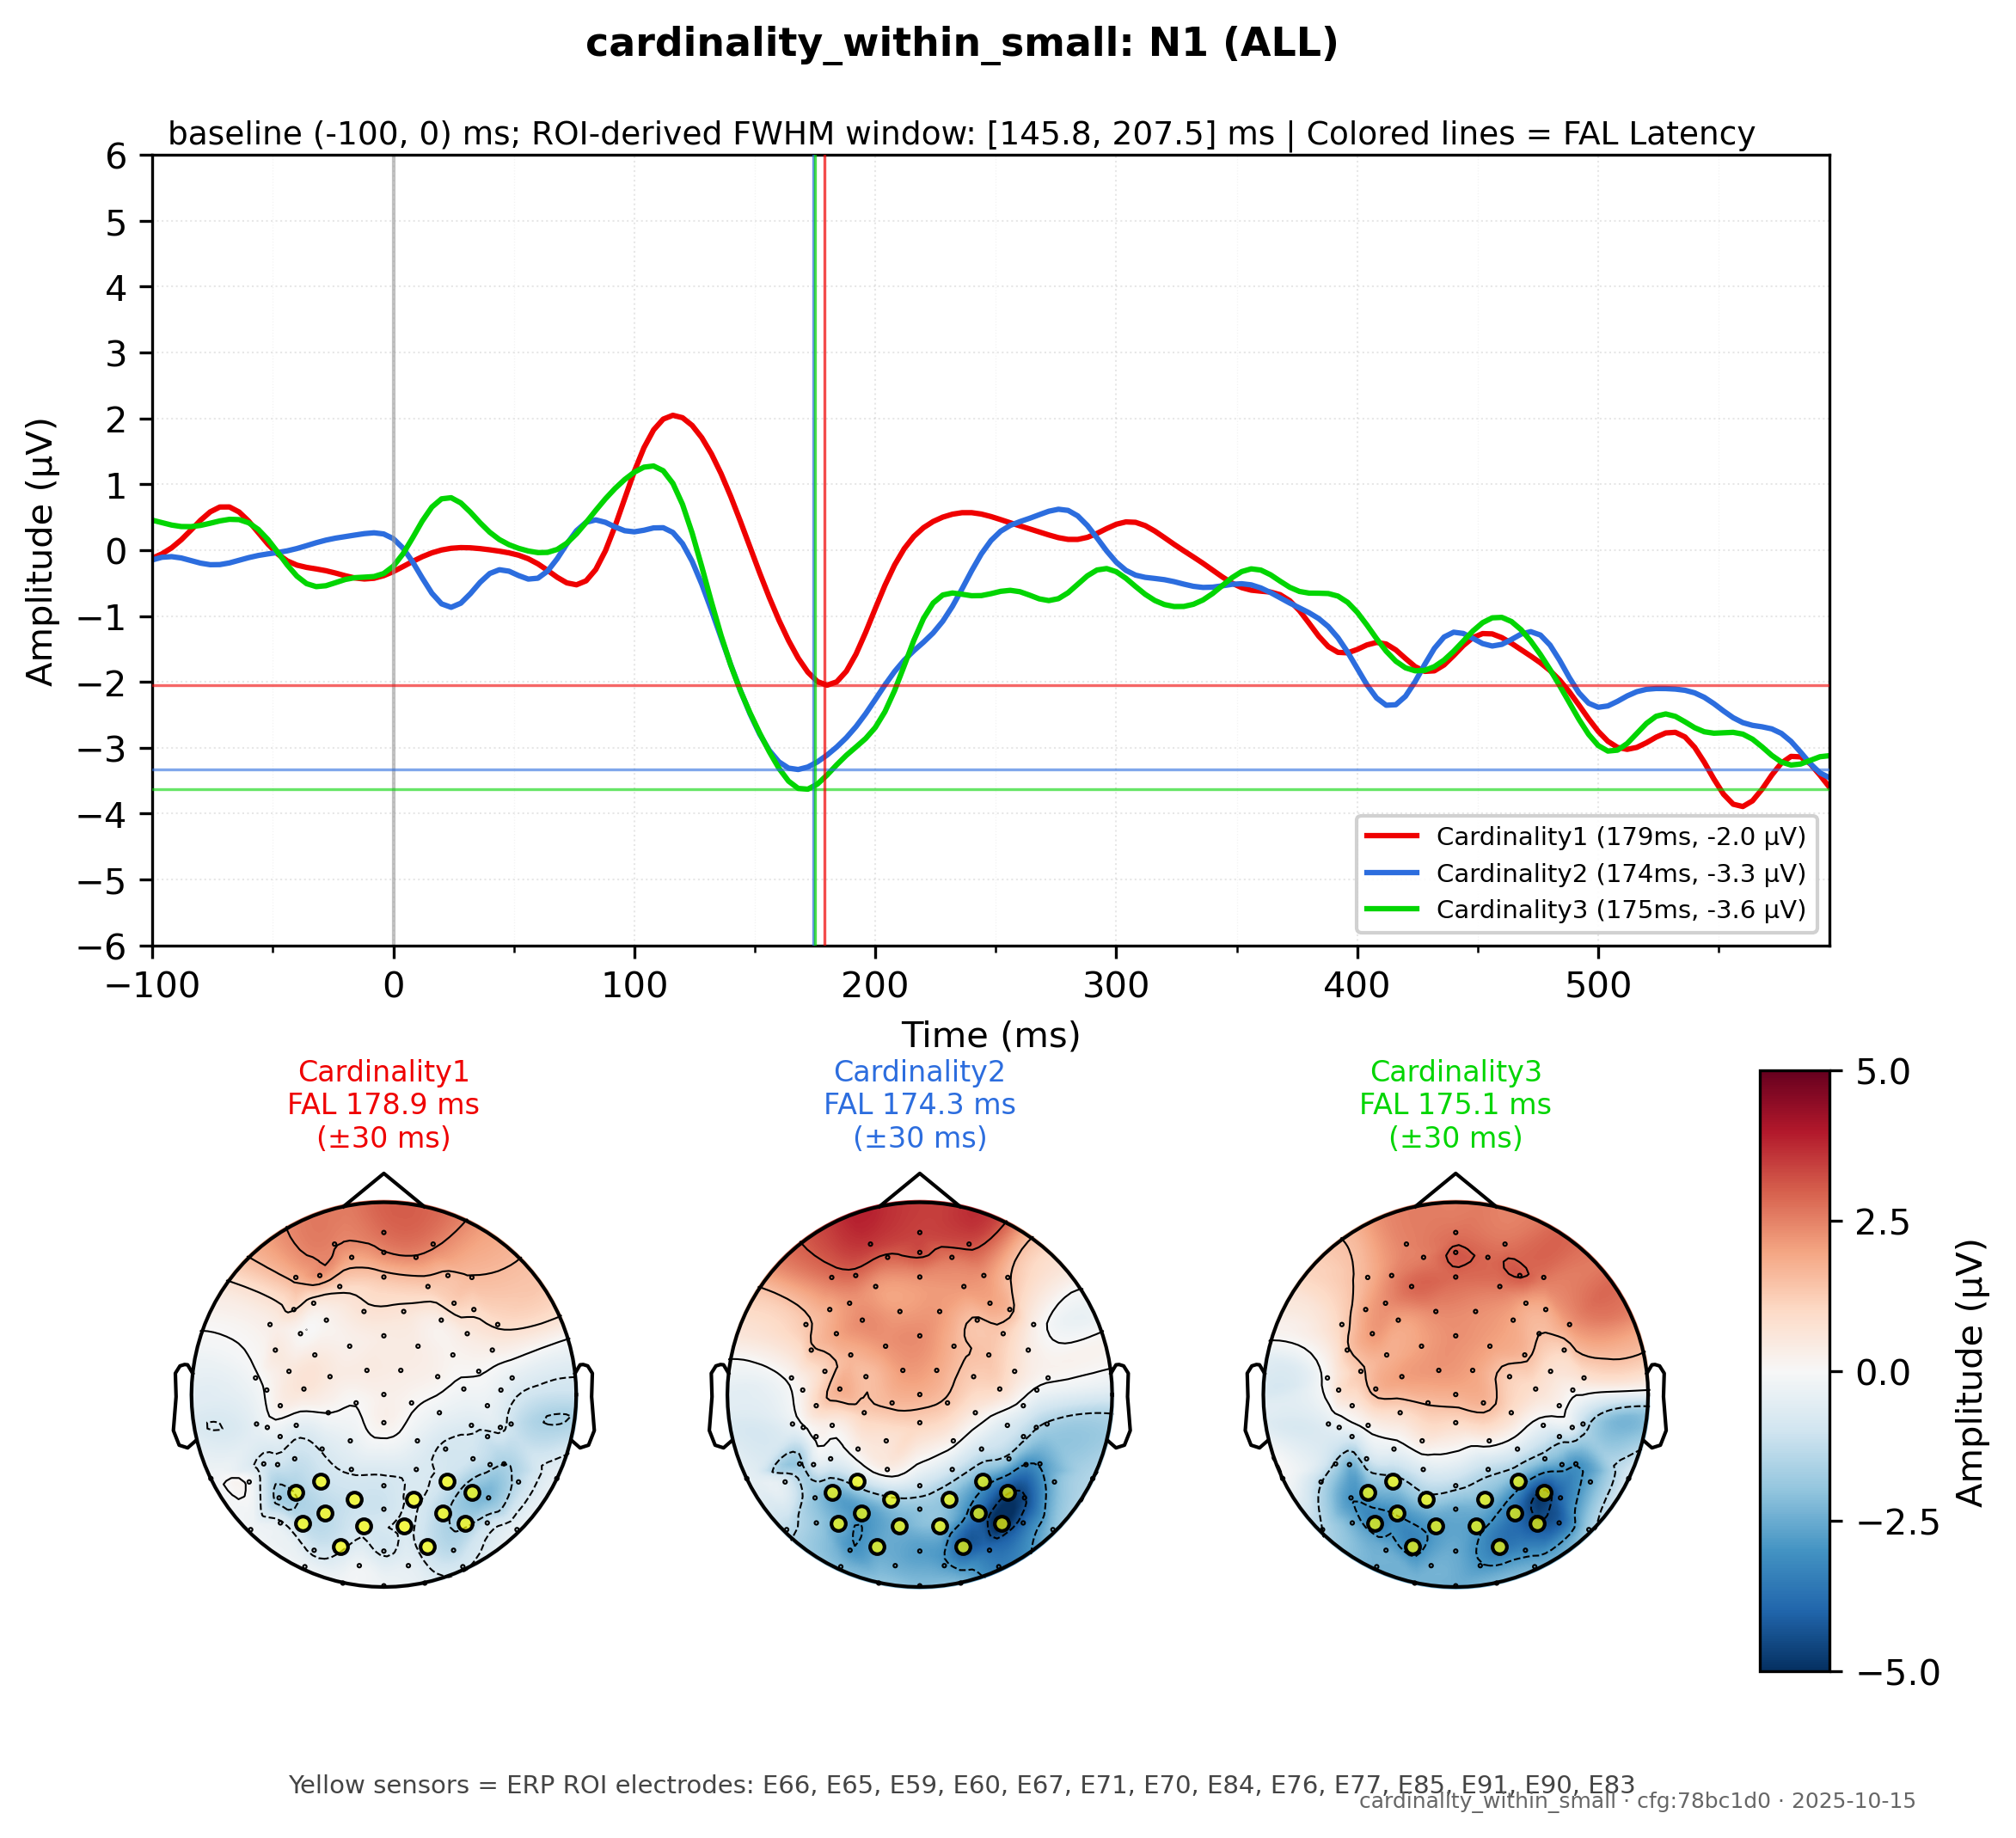 cardinality_within_small: N1 (ALL)
baseline (-100, 0) ms; ROI-derived FWHM window: [145.8, 207.5] ms | Colored lines = FAL Latency
6
5
4
3
2
1
0
−1
−2
−3
−4
−5
−6
Amplitude (µV)
Cardinality1 (179ms, -2.0 µV)
Cardinality2 (174ms, -3.3 µV)
Cardinality3 (175ms, -3.6 µV)
−100 0 100 200 300 400 500
Time (ms)
Cardinality1
FAL 178.9 ms
(±30 ms)
Cardinality2
FAL 174.3 ms
(±30 ms)
Cardinality3
FAL 175.1 ms
(±30 ms)
5.0
2.5
0.0
−2.5
−5.0
Amplitude (µV)
Yellow sensors = ERP ROI electrodes: E66, E65, E59, E60, E67, E71, E70, E84, E76, E77, E85, E91, E90, E83
cardinality_within_small · cfg:78bc1d0 · 2025-10-15